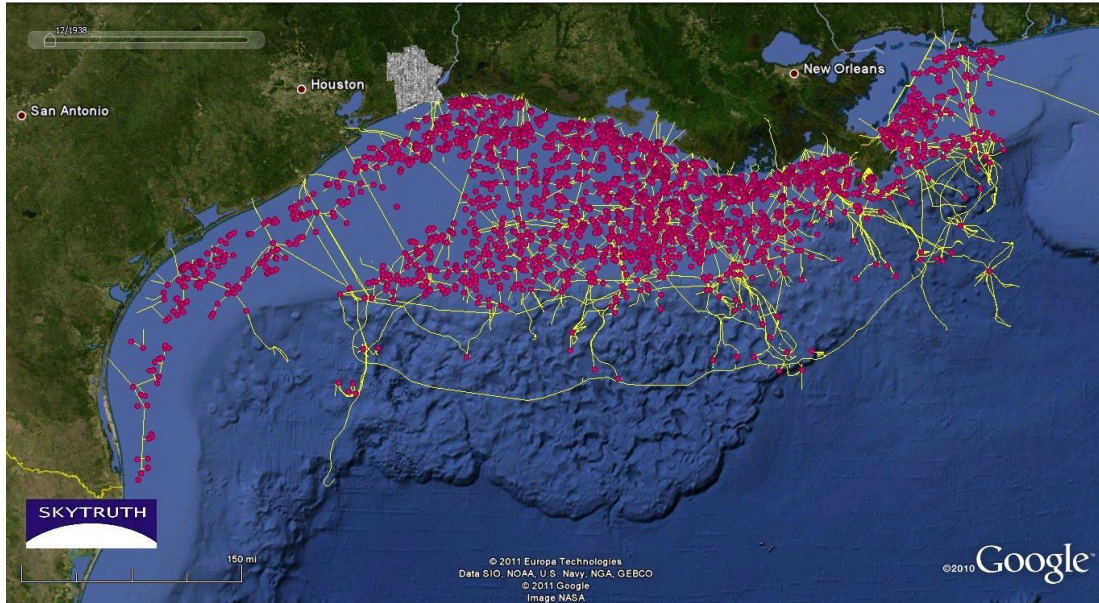 12/1938
Houston
New Orleans
San Antonio
SKYTRUTH
150 mi
© 2011 Europa Technologies
Data SIO, NOAA, U.S. Navy, NGA, GEBCO
© 2011 Google
Image NASA
©2010 Google™